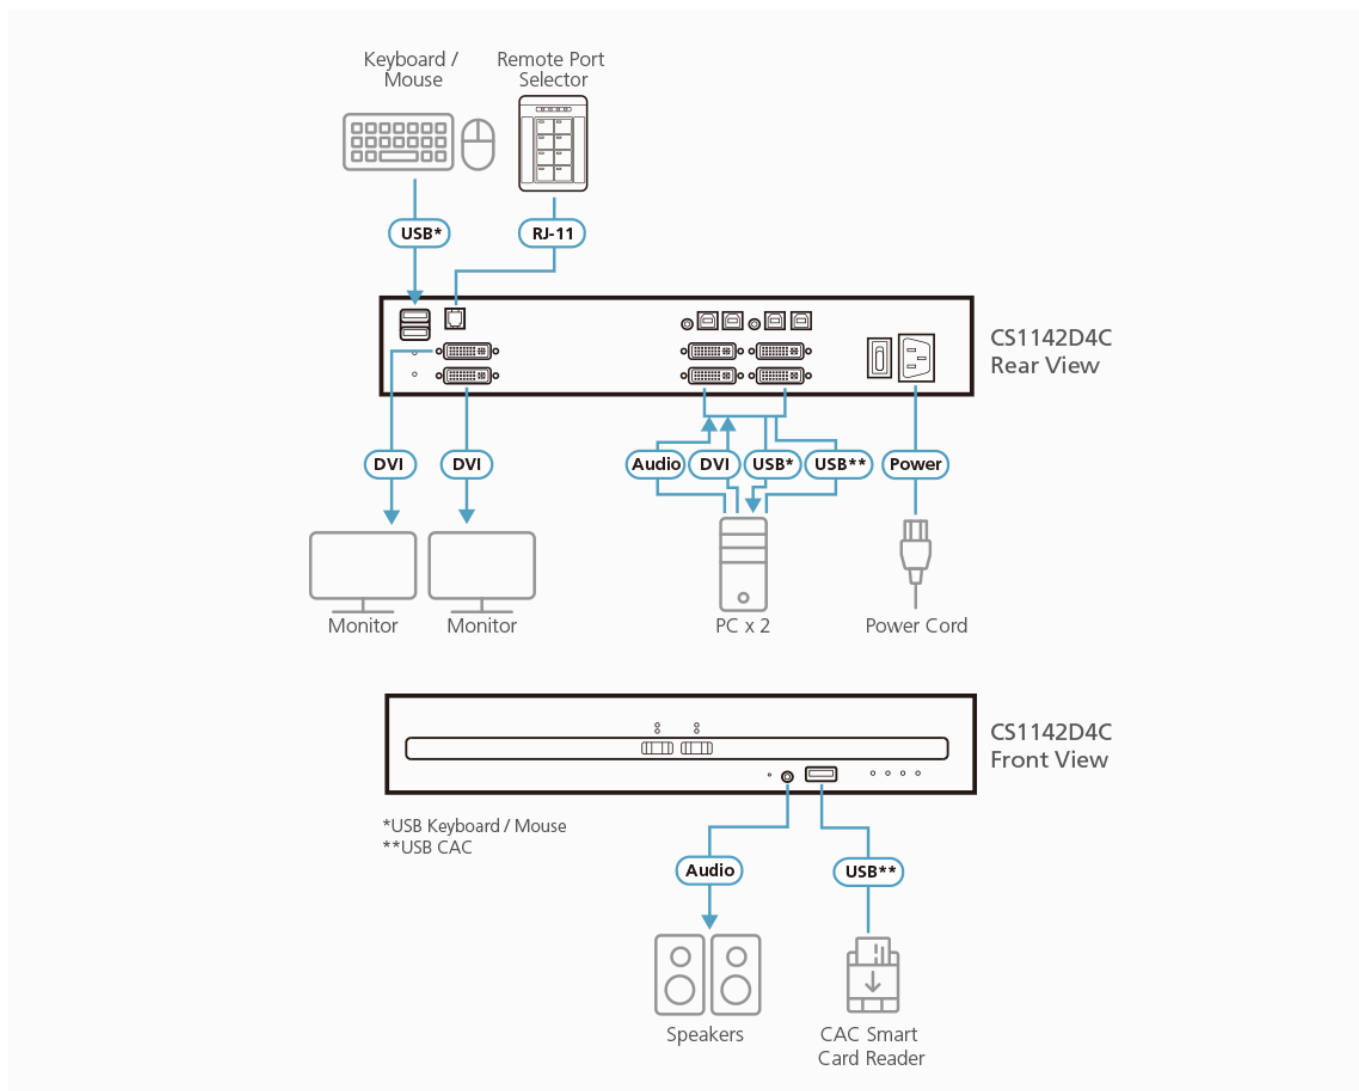 Keyboard /
Mouse
Remote Port
Selector
USB*
RJ-11
CS1142D4C
Rear View
DVI
DVI
Audio
DVI
USB*
USB**
Power
Monitor
Monitor
PC x 2
Power Cord
CS1142D4C
Front View
*USB Keyboard / Mouse
**USB CAC
Audio
USB**
Speakers
CAC Smart
Card Reader